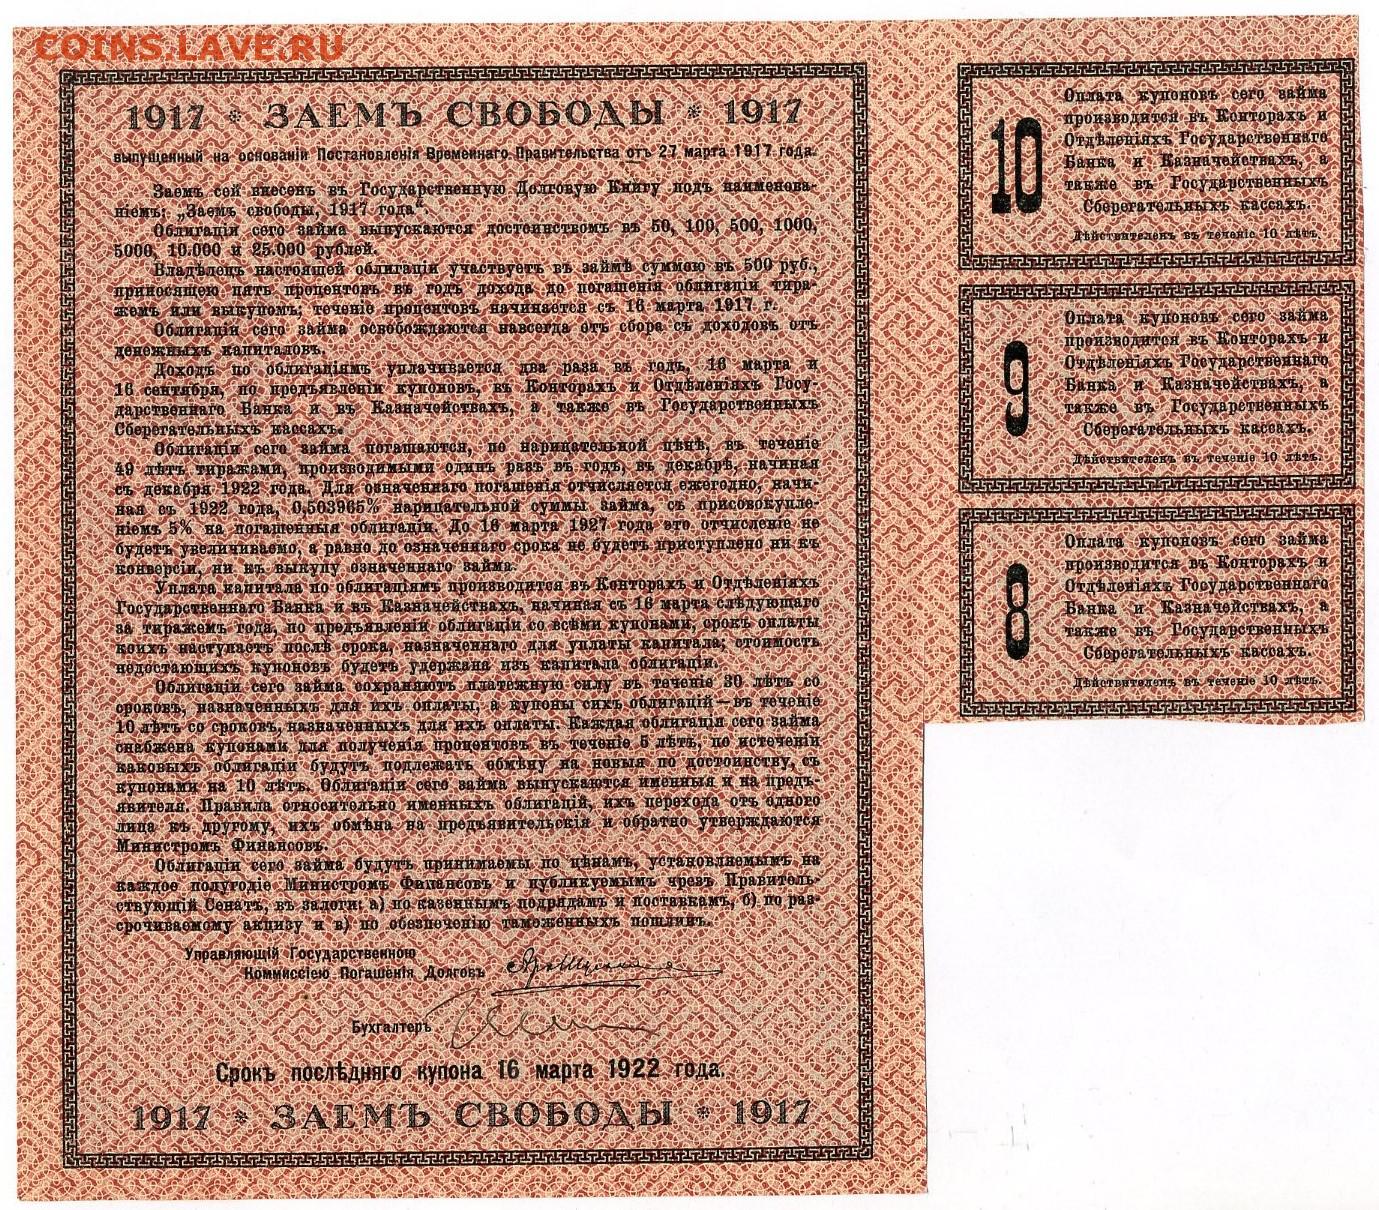 COINS.LAVE.RU
1917 * ЗАЕМЪ СВОБОДЫ * 1917
выпущенный на основаніи Постановленія Временнаго Правительства отъ 27 марта 1917 года.
Заемъ сей внесенъ въ Государственную Долговую Книгу подъ наименова-
ніемъ: „Заемъ свободы, 1917 года“.
Облигаціи сего займа выпускаются достоинствомъ въ 50, 100, 500, 1000,
5000, 10.000 и 25.000 рублей.
Владѣлецъ настоящей облигаціи участвуетъ въ займѣ суммою въ 500 руб.,
приносящею пять процентовъ въ годъ дохода до погашенія облигаціи тира-
жемъ или выкупомъ; теченіе процентовъ начинается съ 16 марта 1917 г.
Облигаціи сего займа освобождаются навсегда отъ сбора съ доходовъ отъ
денежныхъ капиталовъ.
Доходъ по облигаціямъ уплачивается два раза въ годъ, 16 марта и
16 сентября, по предъявленіи купоновъ, въ Конторахъ и Отдѣленіяхъ Госу-
дарственнаго Банка и въ Казначействахъ, а также въ Государственныхъ
Сберегательныхъ кассахъ.
Облигаціи сего займа погашаются, по нарицательной цѣнѣ, въ теченіе
49 лѣтъ тиражами, производимыми одинъ разъ въ годъ, въ декабрѣ, начиная
съ декабря 1922 года. Для означеннаго погашенія отчисляется ежегодно, начи-
ная съ 1922 года, 0,503965% нарицательной суммы займа, съ присовокупле-
ніемъ 5% на погашенныя облигаціи. До 16 марта 1927 года это отчисленіе не
будетъ увеличиваемо, а равно до означеннаго срока не будетъ приступлено ни къ
конверсіи, ни къ выкупу означеннаго займа.
Уплата капитала по облигаціямъ производится въ Конторахъ и Отдѣленіяхъ
Государственнаго Банка и въ Казначействахъ, начиная съ 16 марта слѣдующаго
за тиражемъ года, по предъявленіи облигаціи со всѣми купонами, срокъ оплаты
коихъ наступаетъ послѣ срока, назначеннаго для уплаты капитала; стоимость
недостающихъ купоновъ будетъ удержана изъ капитала облигаціи.
Облигаціи сего займа сохраняютъ платежную силу въ теченіе 30 лѣтъ со
сроковъ, назначенныхъ для ихъ оплаты, а купоны сихъ облигацій—въ теченіе
10 лѣтъ со сроковъ, назначенныхъ для ихъ оплаты. Каждая облигація сего займа
снабжена купонами для полученія процентовъ въ теченіе 5 лѣтъ, по истеченіи
каковыхъ облигаціи будутъ подлежать обмѣну на новыя по достоинству, съ
купонами на 10 лѣтъ. Облигаціи сего займа выпускаются именныя и на предъ-
явителя. Правила относительно именныхъ облигацій, ихъ перехода отъ одного
лица къ другому, ихъ обмѣна на предъявительскія и обратно утверждаются
Министромъ Финансовъ.
Облигаціи сего займа будутъ принимаемы по цѣнамъ, установляемымъ на
каждое полугодіе Министромъ Финансовъ и публикуемымъ чрезъ Правитель-
ствующій Сенатъ, въ залоги: а) по казеннымъ подрядамъ и поставкамъ, б) по раз-
срочиваемому акцизу и в) по обезпеченію таможенныхъ пошлинъ.
Управляющій Государственною
Коммиссіею Погашенія Долговъ
Бухгалтеръ
Срокъ послѣдняго купона 16 марта 1922 года.
1917 * ЗАЕМЪ СВОБОДЫ * 1917
10
Оплата купоновъ сего займа
производится въ Конторахъ и
Отдѣленіяхъ Государственнаго
Банка и Казначействахъ, а
также въ Государственныхъ
Сберегательныхъ кассахъ.
Дѣйствителенъ въ теченіе 10 лѣтъ.
9
Оплата купоновъ сего займа
производится въ Конторахъ и
Отдѣленіяхъ Государственнаго
Банка и Казначействахъ, а
также въ Государственныхъ
Сберегательныхъ кассахъ.
Дѣйствителенъ въ теченіе 10 лѣтъ.
8
Оплата купоновъ сего займа
производится въ Конторахъ и
Отдѣленіяхъ Государственнаго
Банка и Казначействахъ, а
также въ Государственныхъ
Сберегательныхъ кассахъ.
Дѣйствителенъ въ теченіе 10 лѣтъ.